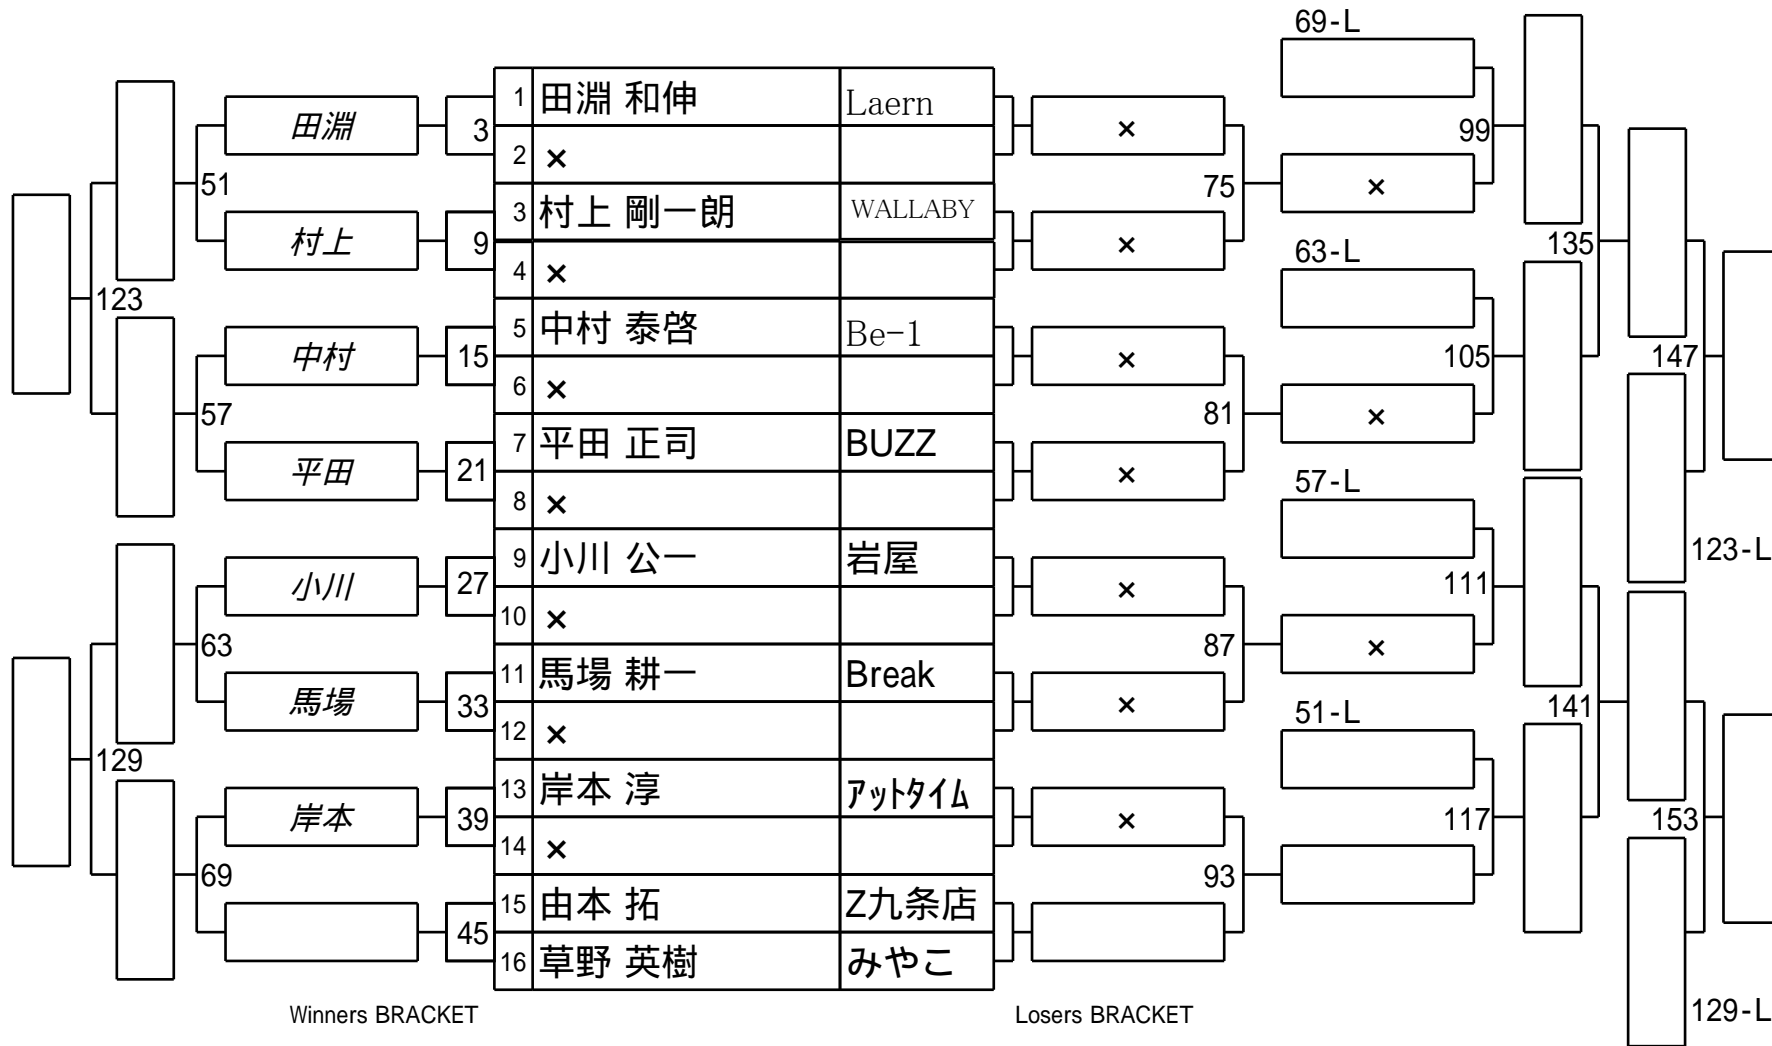 69-L
1 田淵 和伸 Laern
田淵 3 × 99
2 ×
51 75 ×
3 村上 剛一朗 WALLABY
村上 9 × 135
4 × 63-L
123
5 中村 泰啓 Be-1
中村 15 × 105 147
6 ×
57 81 ×
7 平田 正司 BUZZ
平田 21 ×
8 × 57-L
9 小川 公一 岩屋 123-L
小川 27 × 111
10 ×
63 87 ×
11 馬場 耕一 Break
馬場 33 × 141
12 × 51-L
129
13 岸本 淳 アットタイム
岸本 39 × 117 153
14 ×
69 93
15 由本 拓 Z九条店
45
16 草野 英樹 みやこ
Winners BRACKET Losers BRACKET 129-L